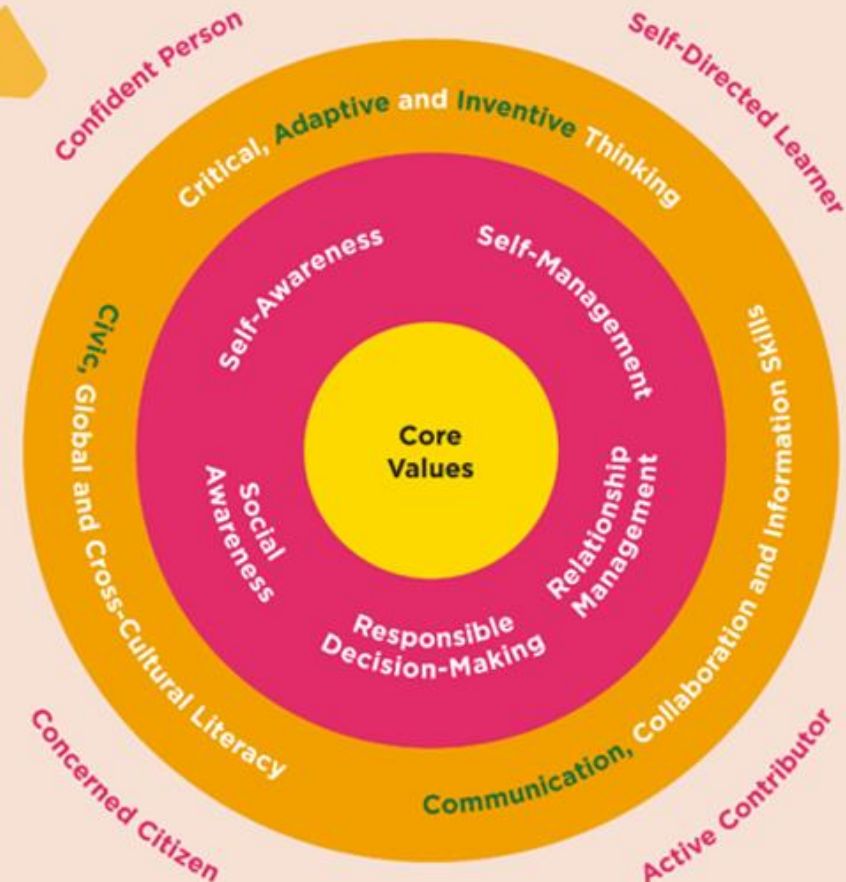 Confident Person
Self-Directed Learner
Critical, Adaptive and Inventive Thinking
Civic, Global and Cross-Cultural Literacy
Communication, Collaboration and Information Skills
Self-Awareness
Self-Management
Social
Awareness
Relationship
Management
Responsible
Decision-Making
Core
Values
Concerned Citizen
Active Contributor